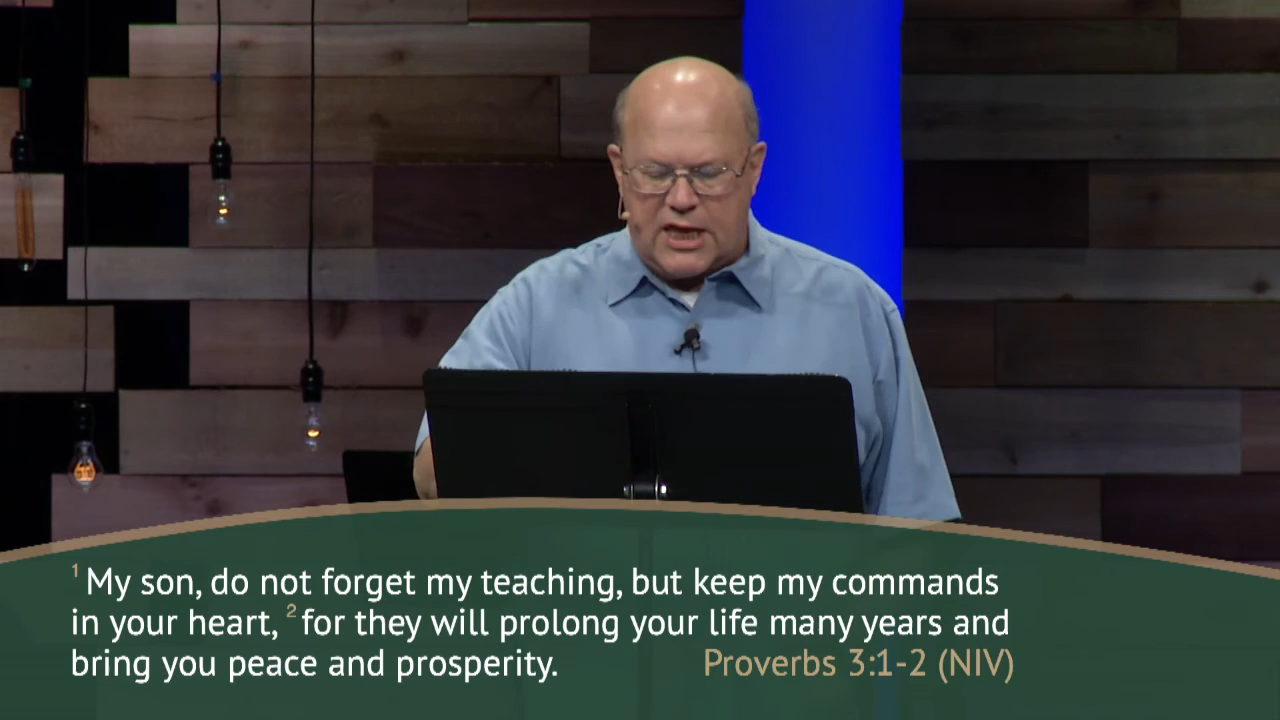 1 My son, do not forget my teaching, but keep my commands
in your heart, 2 for they will prolong your life many years and
bring you peace and prosperity. Proverbs 3:1-2 (NIV)